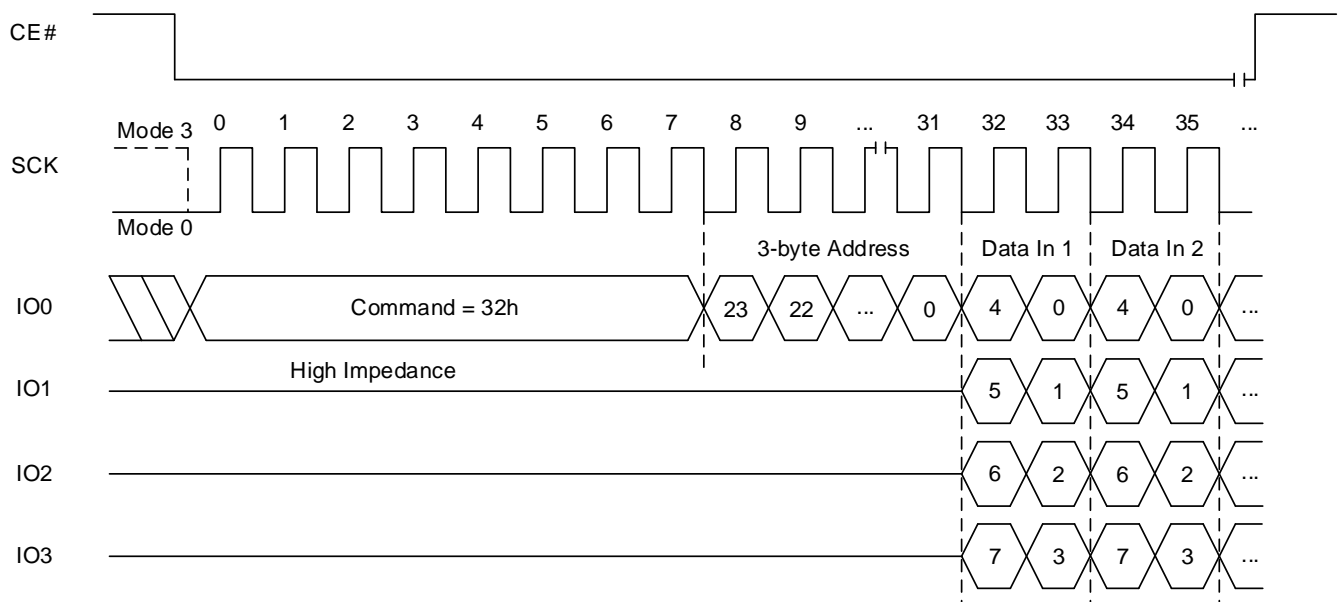 CE#
Mode 3 0 1 2 3 4 5 6 7 8 9 ... 31 32 33 34 35 ...
SCK
Mode 0
3-byte Address Data In 1 Data In 2
IO0 Command = 32h 23 22 ... 0 4 0 4 0 ...
High Impedance
IO1 5 1 5 1 ...
IO2 6 2 6 2 ...
IO3 7 3 7 3 ...